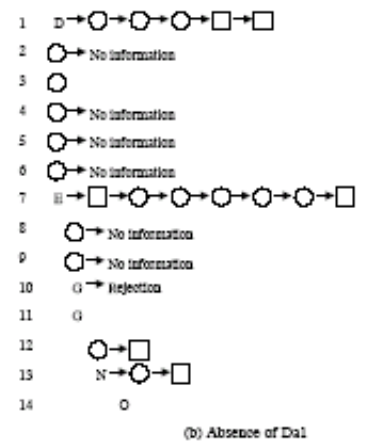 1 D
2 No information
3
4 No information
5 No information
6 No information
7 E
8 No information
9 No information
10 G Rejection
11 G
12
13 N
14 O
(b) Absence of Da1